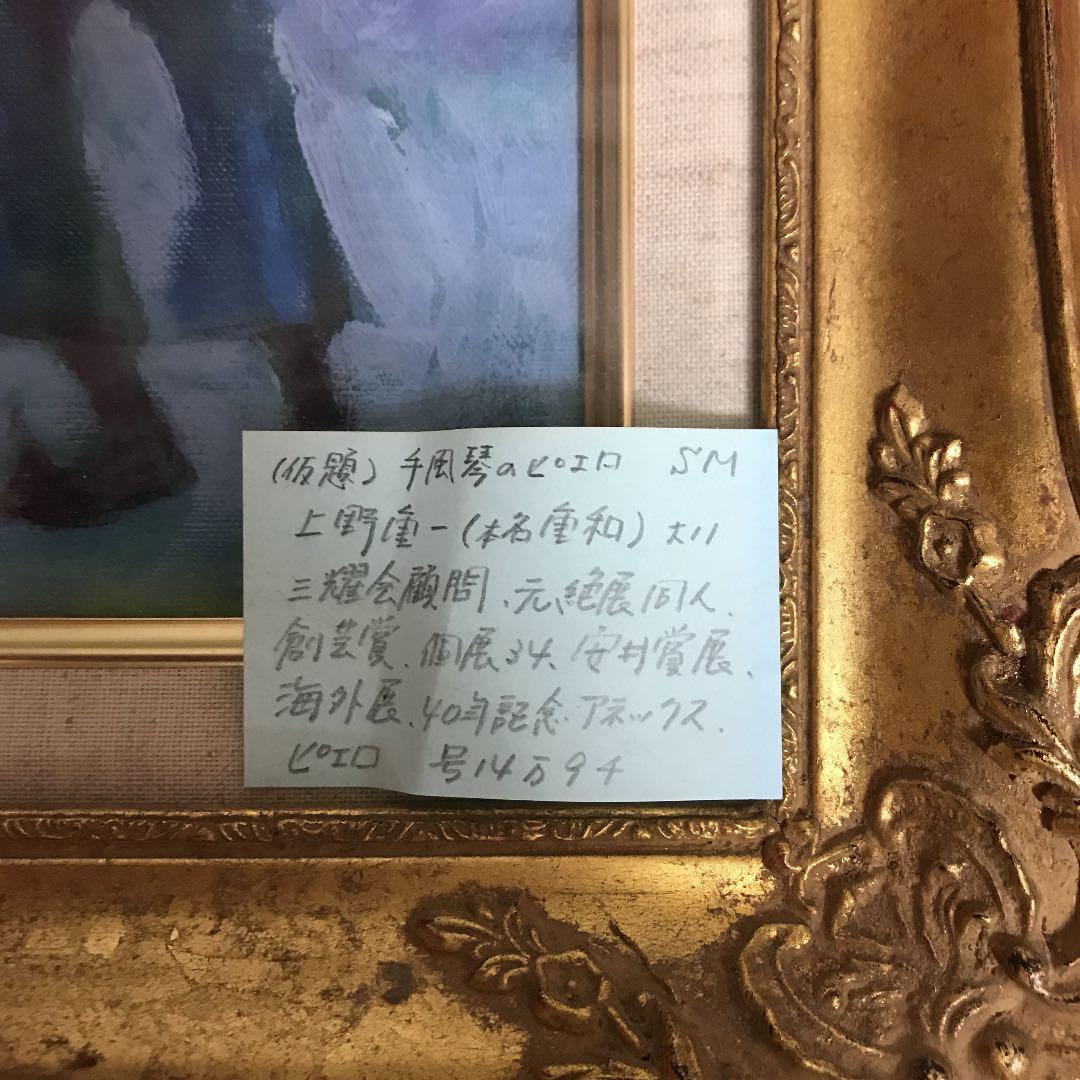 (仮題) 手風琴のピエロ SM
上野重一(本名重和) 大11
三耀会顧問、元、絶展同人、
創芸賞、個展34、安井賞展、
海外展、40年記念アネックス、
ピエロ 号14万9千